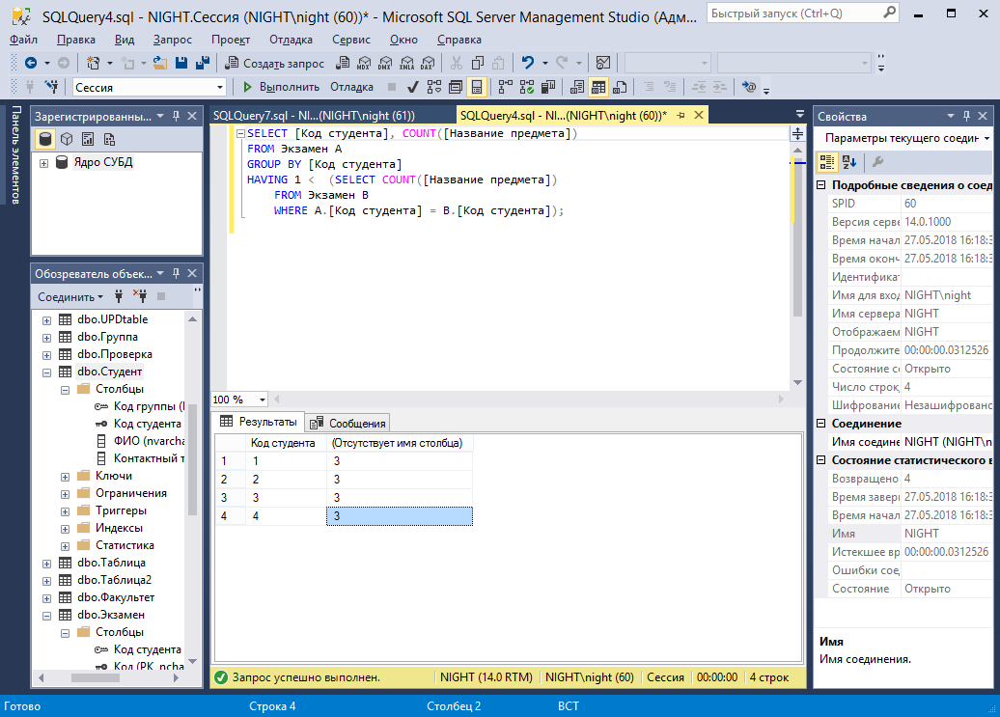 SQLQuery4.sql - NIGHT.Сессия (NIGHT\night (60))* - Microsoft SQL Server Management Studio (Адм...
Быстрый запуск (Ctrl+Q)
Файл Правка Вид Запрос Проект Отладка Сервис Окно Справка
Создать запрос MDX DMX XMLA DAX
Сессия Выполнить Отладка
Панель элементов
Зарегистрированны...
Ядро СУБД
Обозреватель объек...
Соединить
dbo.UPDtable
dbo.Группа
dbo.Проверка
dbo.Студент
Столбцы
Код группы (
Код студента
ФИО (nvarcha
Контактный т
Ключи
Ограничения
Триггеры
Индексы
Статистика
dbo.Таблица
dbo.Таблица2
dbo.Факультет
dbo.Экзамен
Столбцы
Код студента
Код (PK, ncha
SQLQuery7.sql - NI...(NIGHT\night (61))
SQLQuery4.sql - NI...(NIGHT\night (60))*
SELECT [Код студента], COUNT([Название предмета])
FROM Экзамен A
GROUP BY [Код студента]
HAVING 1 < (SELECT COUNT([Название предмета])
FROM Экзамен B
WHERE A.[Код студента] = B.[Код студента]);
100 %
Результаты Сообщения
Код студента (Отсутствует имя столбца)
1 1 3
2 2 3
3 3 3
4 4 3
Запрос успешно выполнен. NIGHT (14.0 RTM) NIGHT\night (60) Сессия 00:00:00 4 строк
Свойства
Параметры текущего соедин
Подробные сведения о соед
SPID 60
Версия серве 14.0.1000
Время начал 27.05.2018 16:18:3
Время оконч 27.05.2018 16:18:3
Идентификат
Имя для вход NIGHT\night
Имя сервера NIGHT
Отображаем NIGHT
Продолжите 00:00:00.0312526
Состояние со Открыто
Число строк, 4
Шифрование Незашифрованс
Соединение
Имя соедине NIGHT (NIGHT\n
Состояние статистического в
Возвращено 4
Время завер 27.05.2018 16:18:3
Время начал 27.05.2018 16:18:3
Имя NIGHT
Истекшее вр 00:00:00.0312526
Ошибки соед
Состояние Открыто
Имя
Имя соединения.
Готово Строка 4 Столбец 2 ВСТ